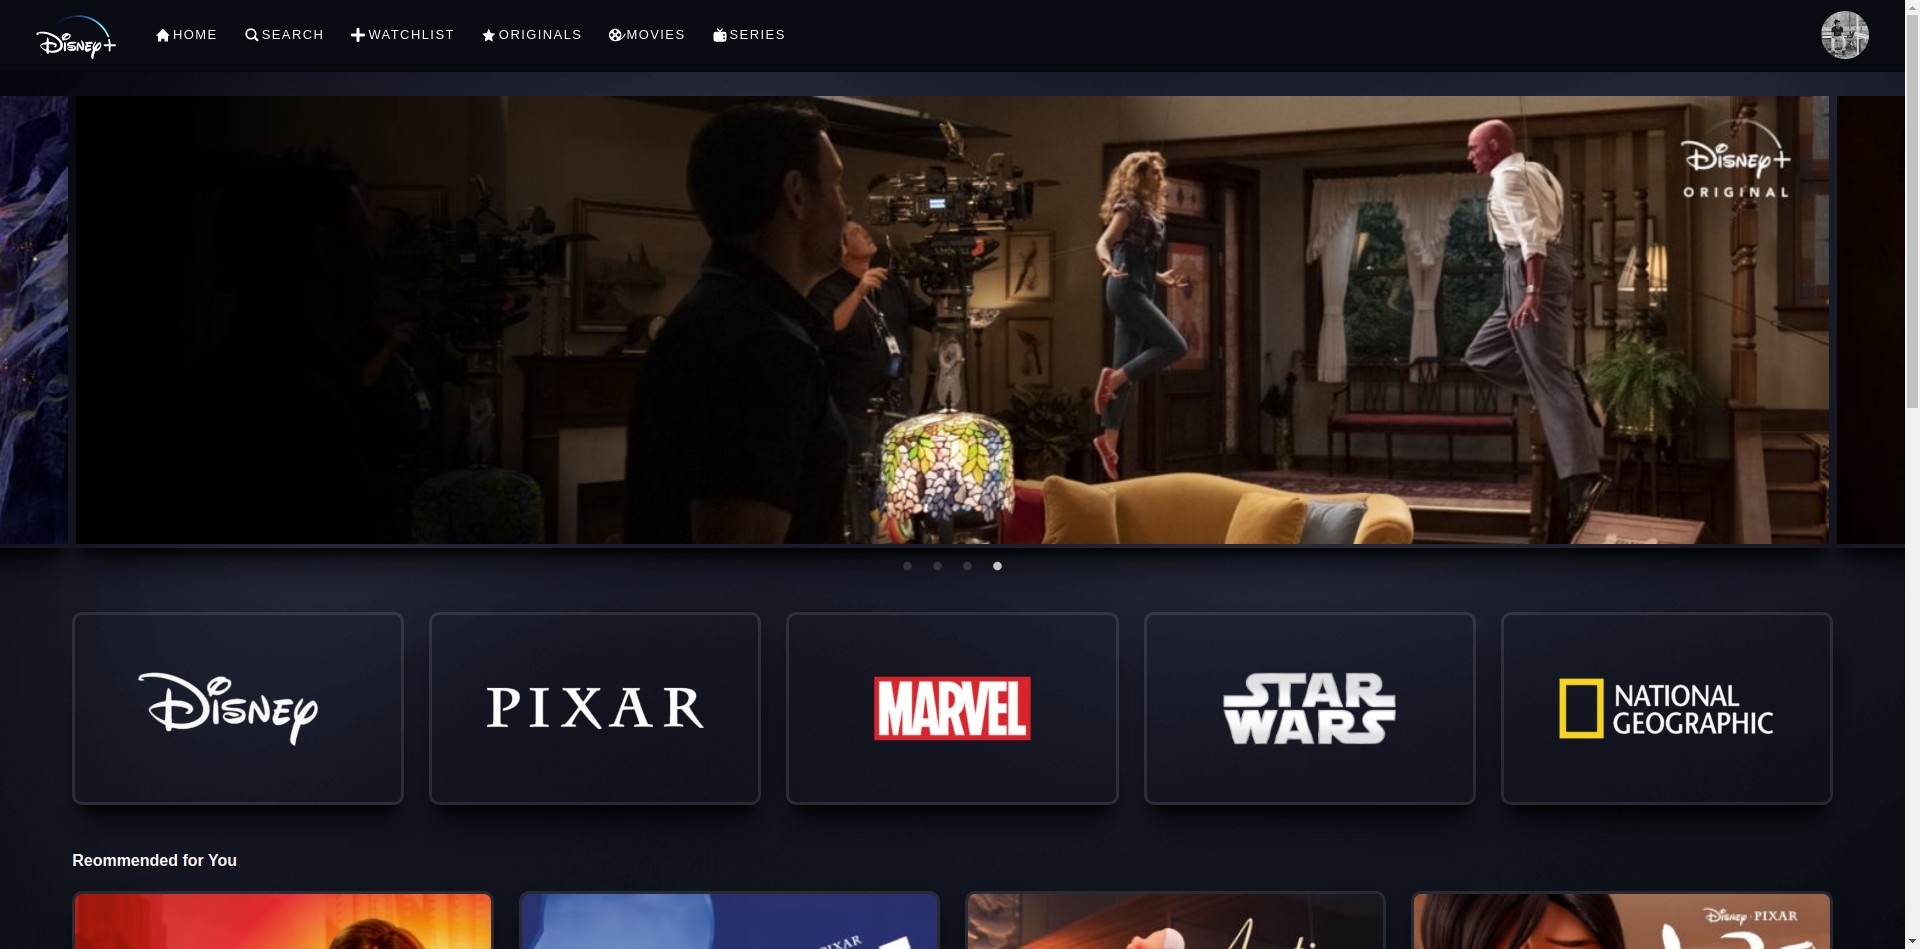 Disney+
HOME
SEARCH
WATCHLIST
ORIGINALS
MOVIES
SERIES
Disney+
ORIGINAL
Disney
PIXAR
MARVEL
STAR
WARS
NATIONAL
GEOGRAPHIC
Reommended for You
PIXAR
Disney · PIXAR